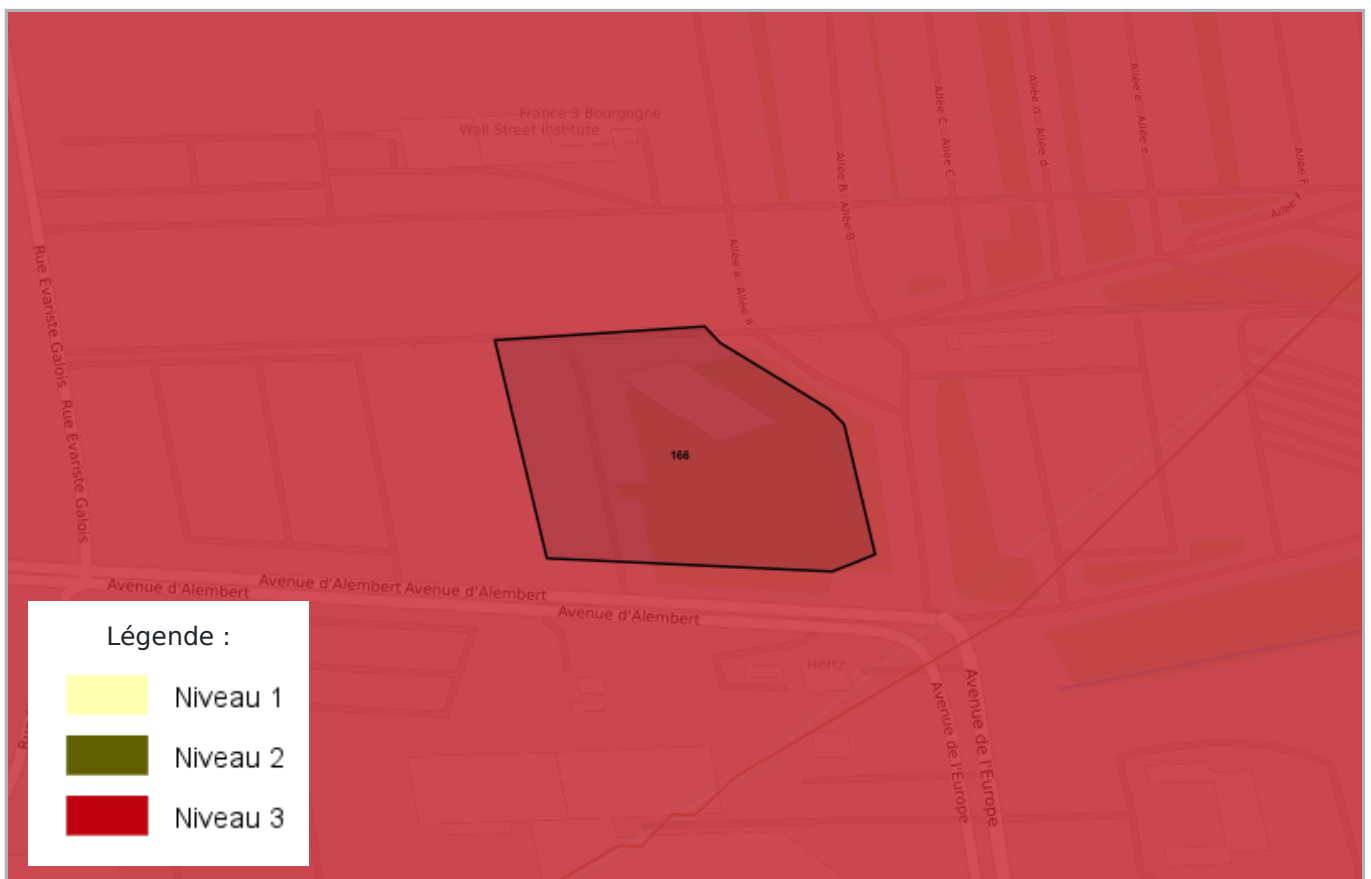 France 3 Bourgogne
Wall Street Institute
Allée C Allée C
Allée d Allée d
Allée e Allée e
Allée F
Allée F
Allée B Allée B
Allée a Allée a
Rue Évariste Galois Rue Évariste Galois
166
Avenue d'Alembert
Avenue d'Alembert Avenue d'Alembert
Avenue d'Alembert
Hertz
Avenue de l'Europe
Avenue de l'Europe
Légende :
Niveau 1
Niveau 2
Niveau 3